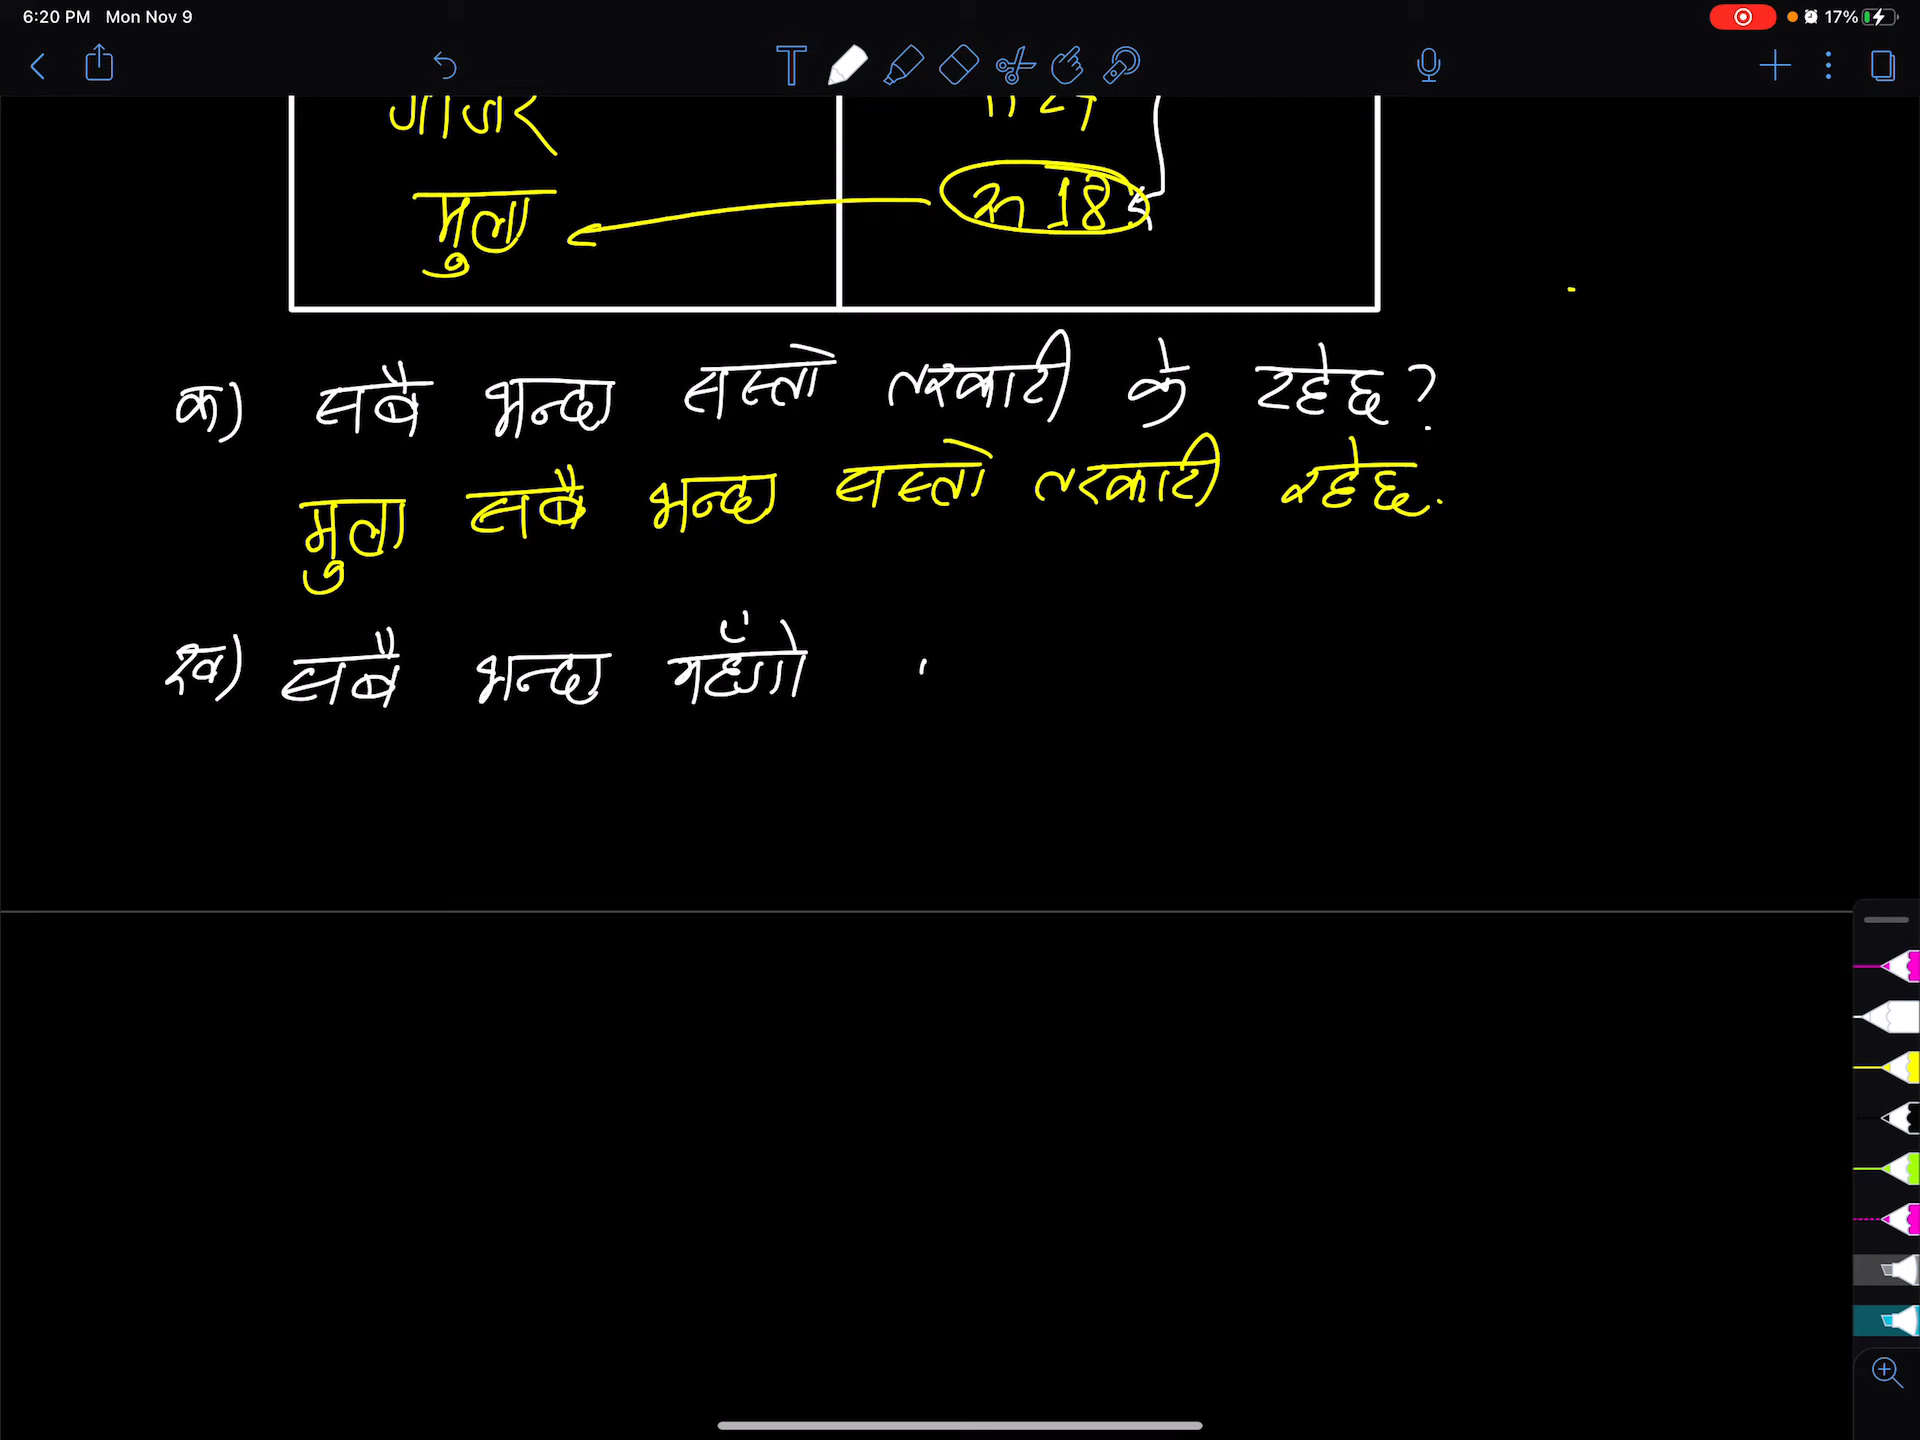 6:20 PM Mon Nov 9
17%
गाजर
मुला रु 18
क) सबै भन्दा सस्तो तरकारी के रहेछ?
मुला सबै भन्दा सस्तो तरकारी रहेछ.
ख) सबै भन्दा महँगो